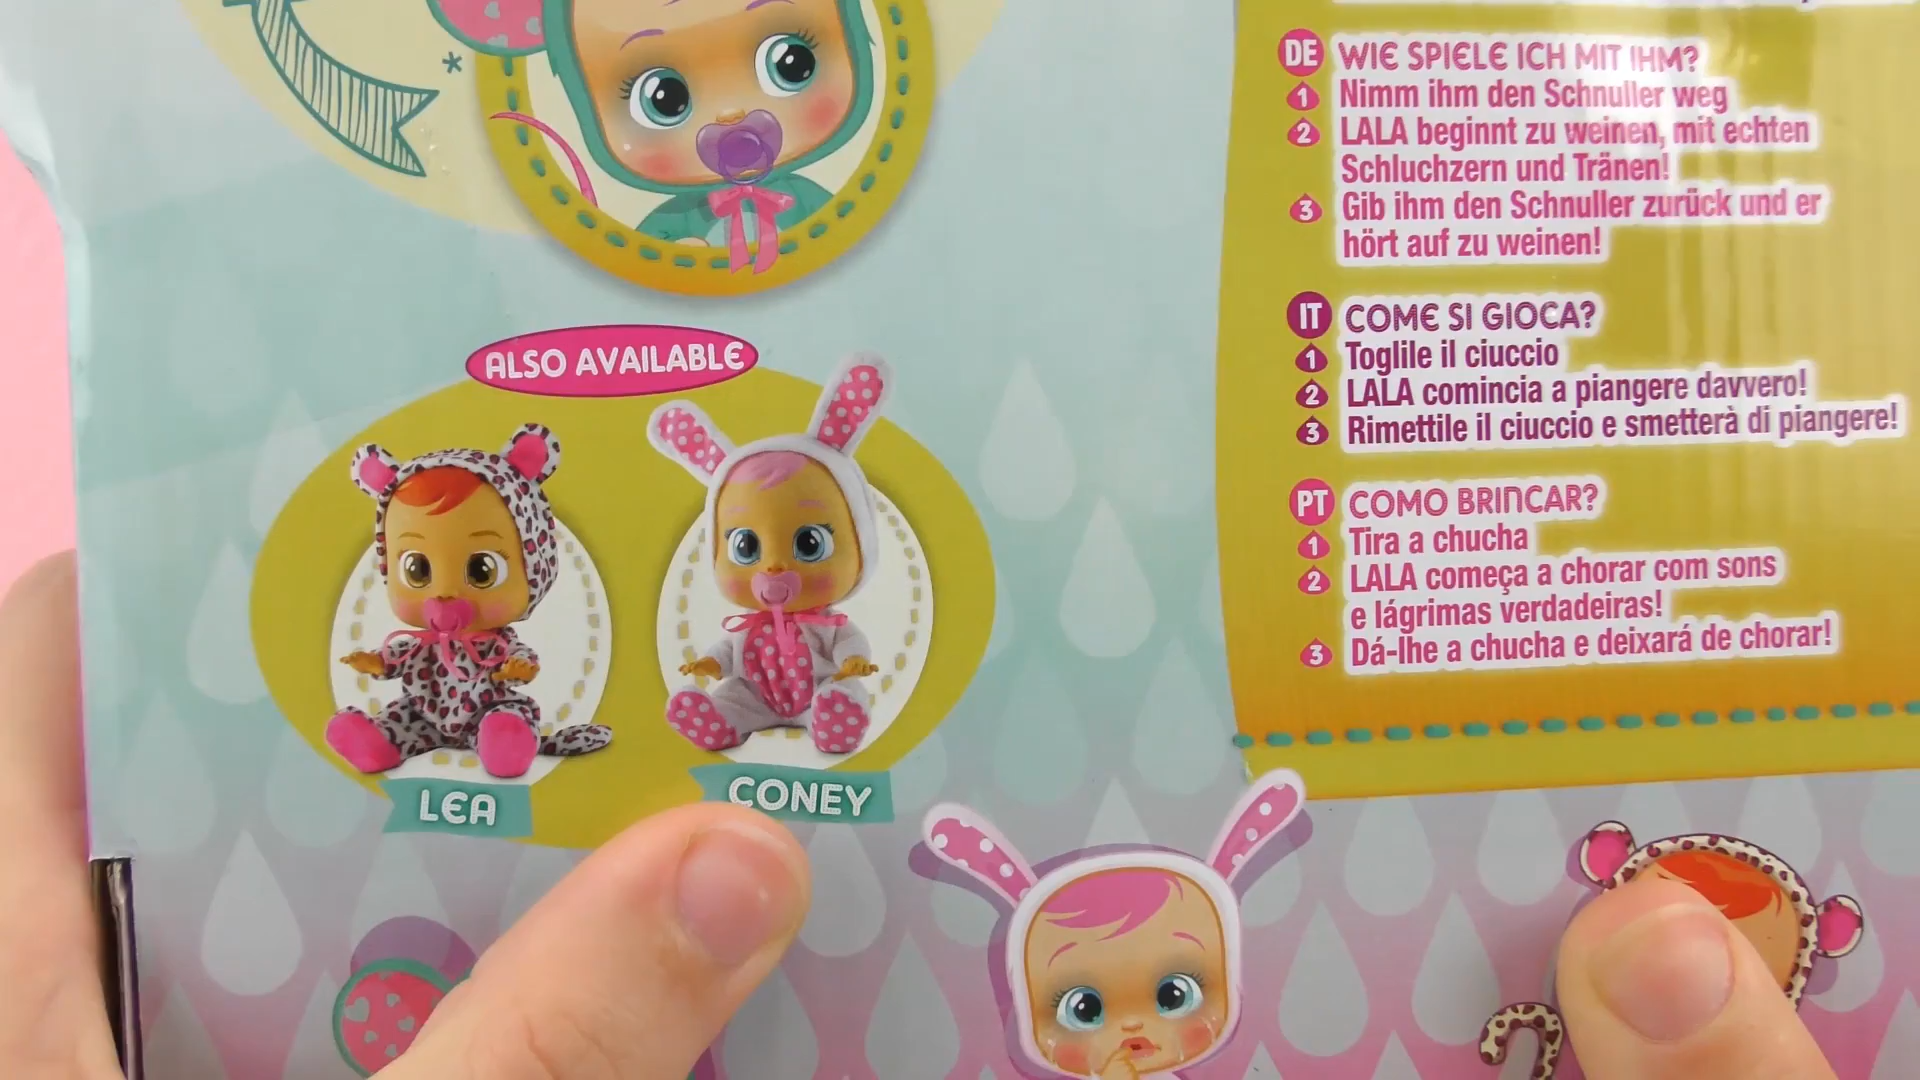 DE WIE SPIELE ICH MIT IHM?
1 Nimm ihm den Schnuller weg
2 LALA beginnt zu weinen, mit echten
Schluchzern und Tränen!
3 Gib ihm den Schnuller zurück und er
hört auf zu weinen!
IT COME SI GIOCA?
1 Toglile il ciuccio
2 LALA comincia a piangere davvero!
3 Rimettile il ciuccio e smetterà di piangere!
PT COMO BRINCAR?
1 Tira a chucha
2 LALA começa a chorar com sons
e lágrimas verdadeiras!
3 Dá-lhe a chucha e deixará de chorar!
*
ALSO AVAILABLE
LEA
CONEY